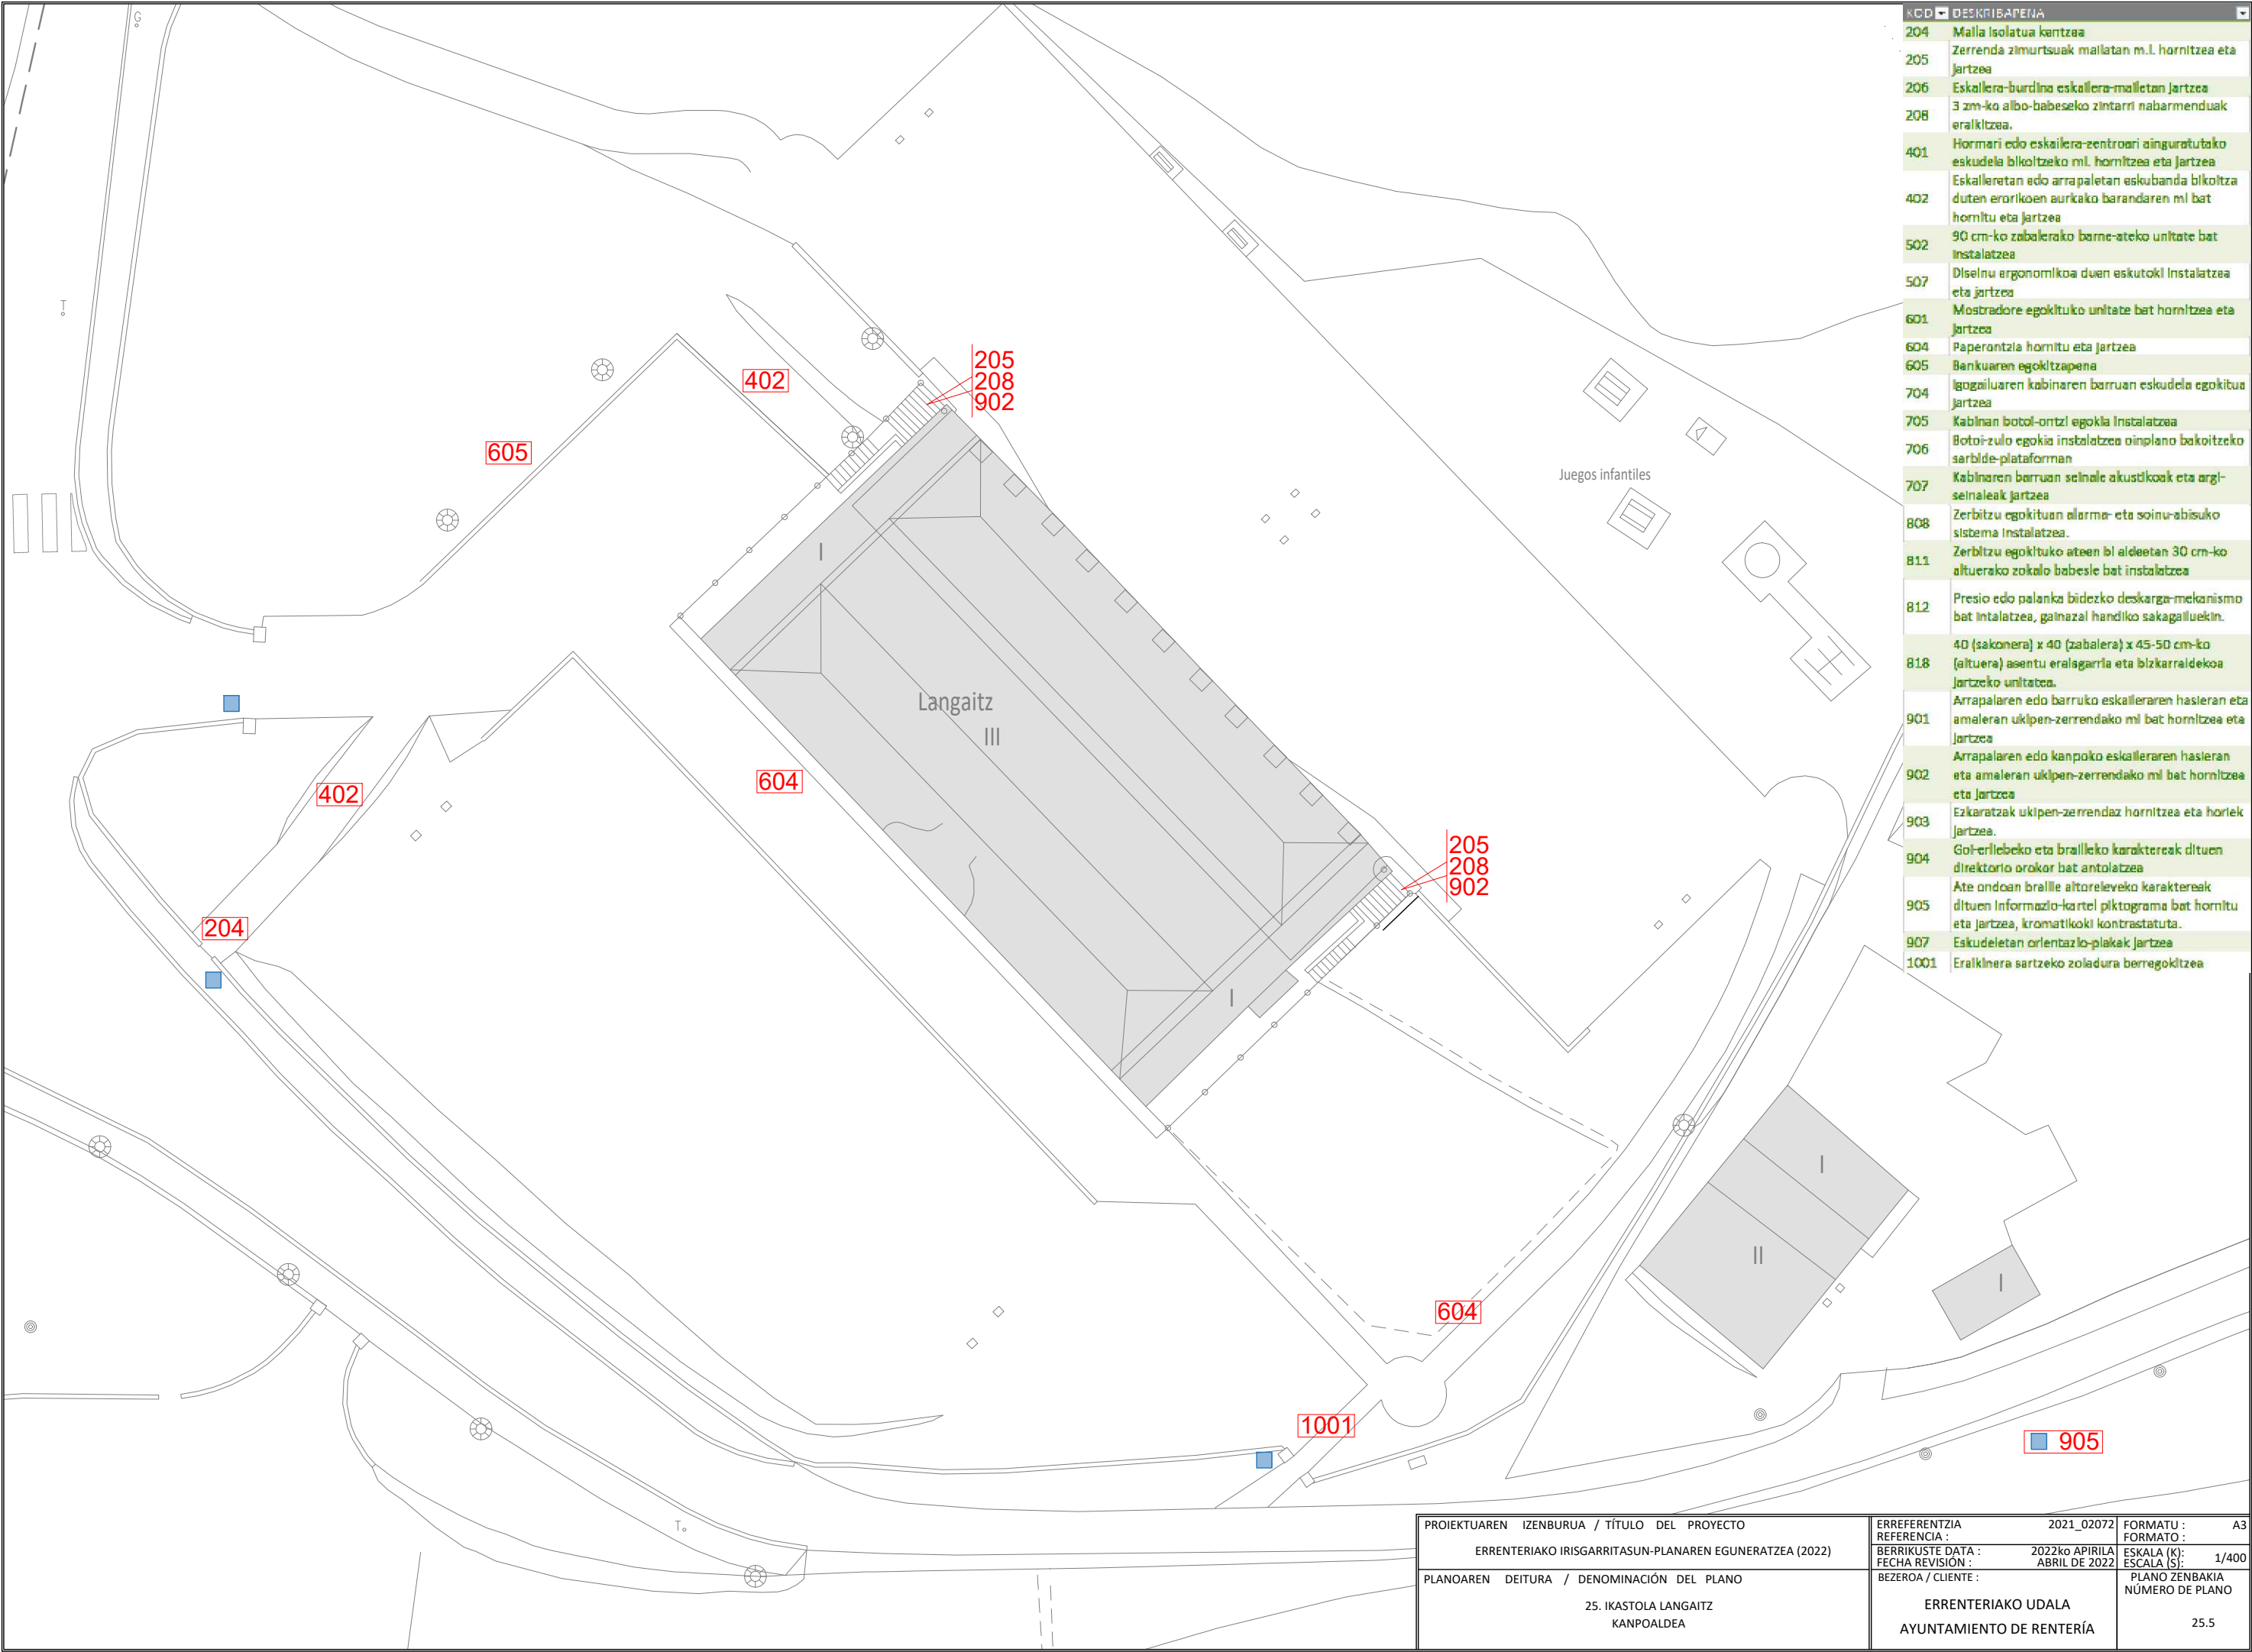 KOD DESKRIBAPENA
204 Maila isolatua kentzea
205 Zerrenda zimurtsuak mailatan m.l. hornitzea eta
jartzea
206 Eskailera-burdina eskailera-mailetan jartzea
208 3 zm-ko albo-babeseko zintarri nabarmenduak
eraikitzea.
401 Hormari edo eskailera-zentroari ainguratutako
eskudela bikoitzeko ml. hornitzea eta jartzea
402 Eskaileretan edo arrapaletan eskubanda bikoitza
duten erorikoen aurkako barandaren ml bat
hornitu eta jartzea
502 90 cm-ko zabalerako barne-ateko unitate bat
instalatzea
507 Diseinu ergonomikoa duen eskutoki instalatzea
eta jartzea
601 Mostradore egokituko unitate bat hornitzea eta
jartzea
604 Paperontzia hornitu eta jartzea
605 Bankuaren egokitzapena
704 Igogailuaren kabinaren barruan eskudela egokitua
jartzea
705 Kabinan botoi-ontzi egokia instalatzea
706 Botoi-zulo egokia instalatzea oinplano bakoitzeko
sarbide-plataforman
707 Kabinaren barruan seinale akustikoak eta argi-
seinaleak jartzea
808 Zerbitzu egokituan alarma- eta soinu-abisuko
sistema instalatzea.
811 Zerbitzu egokituko ateen bi aldeetan 30 cm-ko
altuerako zokalo babesle bat instalatzea
812 Presio edo palanka bidezko deskarga-mekanismo
bat intalatzea, gainazal handiko sakagailuekin.
818 40 (sakonera) x 40 (zabalera) x 45-50 cm-ko
(altuera) asentu eraisgarria eta bizkarraldekoa
jartzeko unitatea.
901 Arrapalaren edo barruko eskaileraren hasieran eta
amaieran ukipen-zerrendako ml bat hornitzea eta
jartzea
902 Arrapalaren edo kanpoko eskaileraren hasieran
eta amaieran ukipen-zerrendako ml bat hornitzea
eta jartzea
903 Ezkaratzak ukipen-zerrendaz hornitzea eta horiek
jartzea.
904 Goi-erliebeko eta brailleko karaktereak dituen
direktorio orokor bat antolatzea
905 Ate ondoan braille altoreleveko karaktereak
dituen informazio-kartel piktograma bat hornitu
eta jartzea, kromatikoki kontrastatuta.
907 Eskudeletan orientazio-plakak jartzea
1001 Eraikinera sartzeko zoladura berregokitzea
G
T
205
208
902
402
605
Juegos infantiles
I
Langaitz
III
604
402
205
208
902
204
I
I
II
I
604
1001
905
T
PROIEKTUAREN IZENBURUA / TÍTULO DEL PROYECTO
ERRENTERIAKO IRISGARRITASUN-PLANAREN EGUNERATZEA (2022)
PLANOAREN DEITURA / DENOMINACIÓN DEL PLANO
25. IKASTOLA LANGAITZ
KANPOALDEA
ERREFERENTZIA 2021_02072
REFERENCIA :
FORMATU : A3
FORMATO :
BERRIKUSTE DATA : 2022ko APIRILA
FECHA REVISIÓN : ABRIL DE 2022
ESKALA (K): 1/400
ESCALA (S):
BEZEROA / CLIENTE :
ERRENTERIAKO UDALA
AYUNTAMIENTO DE RENTERÍA
PLANO ZENBAKIA
NÚMERO DE PLANO
25.5